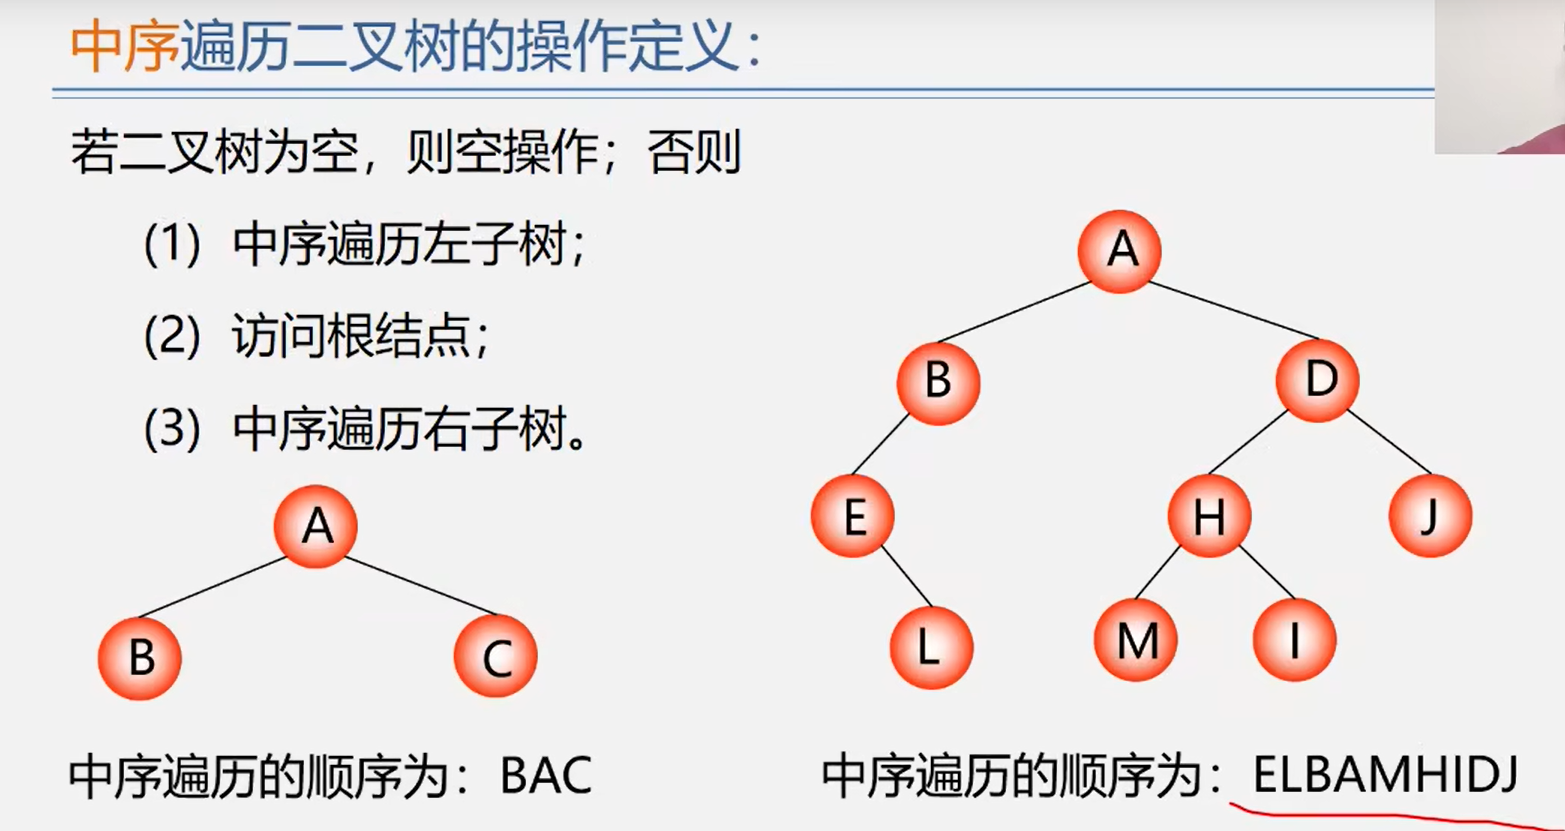 中序遍历二叉树的操作定义：
若二叉树为空，则空操作；否则
(1) 中序遍历左子树；
(2) 访问根结点；
(3) 中序遍历右子树。
A
B C
中序遍历的顺序为：BAC
A
B D
E H J
L M I
中序遍历的顺序为：ELBAMHIDJ